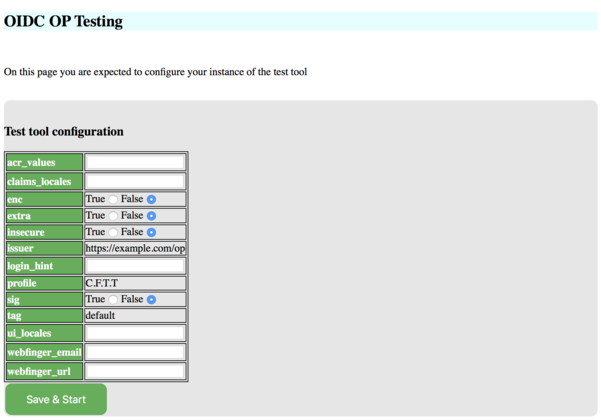 OIDC OP Testing
On this page you are expected to configure your instance of the test tool
Test tool configuration
acr_values
claims_locales
enc True False
extra True False
insecure True False
issuer https://example.com/op
login_hint
profile C.F.T.T
sig True False
tag default
ui_locales
webfinger_email
webfinger_url
Save & Start